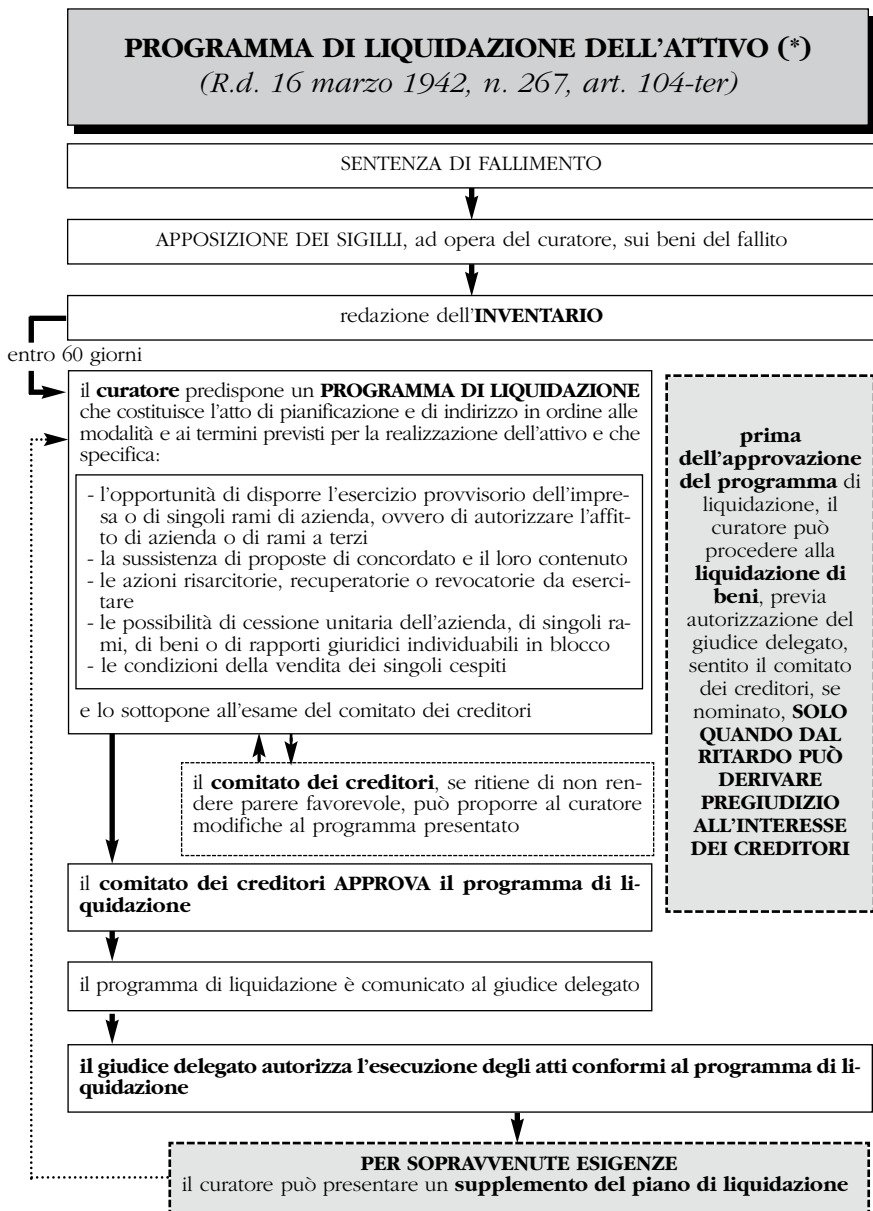 PROGRAMMA DI LIQUIDAZIONE DELL'ATTIVO (*)
(R.d. 16 marzo 1942, n. 267, art. 104-ter)
SENTENZA DI FALLIMENTO
APPOSIZIONE DEI SIGILLI, ad opera del curatore, sui beni del fallito
redazione dell'INVENTARIO
entro 60 giorni
il curatore predispone un PROGRAMMA DI LIQUIDAZIONE
che costituisce l'atto di pianificazione e di indirizzo in ordine alle
modalità e ai termini previsti per la realizzazione dell'attivo e che
specifica:
- l'opportunità di disporre l'esercizio provvisorio dell'impre-
sa o di singoli rami di azienda, ovvero di autorizzare l'affit-
to di azienda o di rami a terzi
- la sussistenza di proposte di concordato e il loro contenuto
- le azioni risarcitorie, recuperatorie o revocatorie da eserci-
tare
- le possibilità di cessione unitaria dell'azienda, di singoli ra-
mi, di beni o di rapporti giuridici individuabili in blocco
- le condizioni della vendita dei singoli cespiti
e lo sottopone all'esame del comitato dei creditori
prima
dell'approvazione
del programma di
liquidazione, il
curatore può
procedere alla
liquidazione di
beni, previa
autorizzazione del
giudice delegato,
sentito il comitato
dei creditori, se
nominato, SOLO
QUANDO DAL
RITARDO PUÒ
DERIVARE
PREGIUDIZIO
ALL'INTERESSE
DEI CREDITORI
il comitato dei creditori, se ritiene di non ren-
dere parere favorevole, può proporre al curatore
modifiche al programma presentato
il comitato dei creditori APPROVA il programma di li-
quidazione
il programma di liquidazione è comunicato al giudice delegato
il giudice delegato autorizza l'esecuzione degli atti conformi al programma di li-
quidazione
PER SOPRAVVENUTE ESIGENZE
il curatore può presentare un supplemento del piano di liquidazione